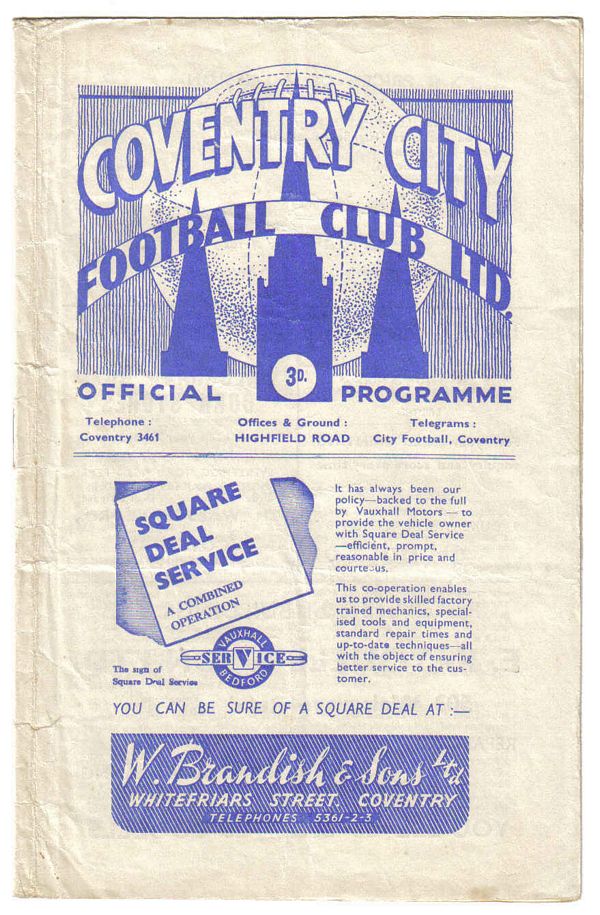 COVENTRY CITY
FOOTBALL CLUB LTD.
3D.
OFFICIAL PROGRAMME
Telephone :
Coventry 3461
Offices & Ground :
HIGHFIELD ROAD
Telegrams :
City Football, Coventry
SQUARE
DEAL
SERVICE
A COMBINED
OPERATION
VAUXHALL
SERVICE
BEDFORD
The sign of
Square Deal Service
It has always been our
policy—backed to the full
by Vauxhall Motors — to
provide the vehicle owner
with Square Deal Service
—efficient, prompt,
reasonable in price and
courteous.
This co-operation enables
us to provide skilled factory
trained mechanics, special-
ised tools and equipment,
standard repair times and
up-to-date techniques—all
with the object of ensuring
better service to the cus-
tomer.
YOU CAN BE SURE OF A SQUARE DEAL AT :—
W. Brandish & Sons Ltd
WHITEFRIARS STREET, COVENTRY
TELEPHONES 5361-2-3